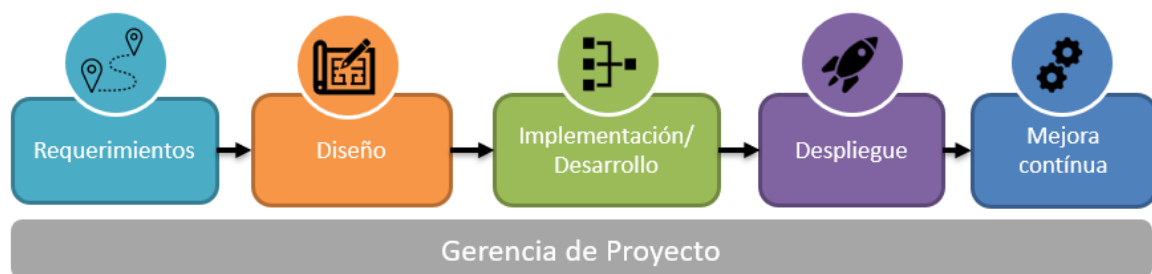 Requerimientos
Diseño
Implementación/
Desarrollo
Despliegue
Mejora
contínua
Gerencia de Proyecto